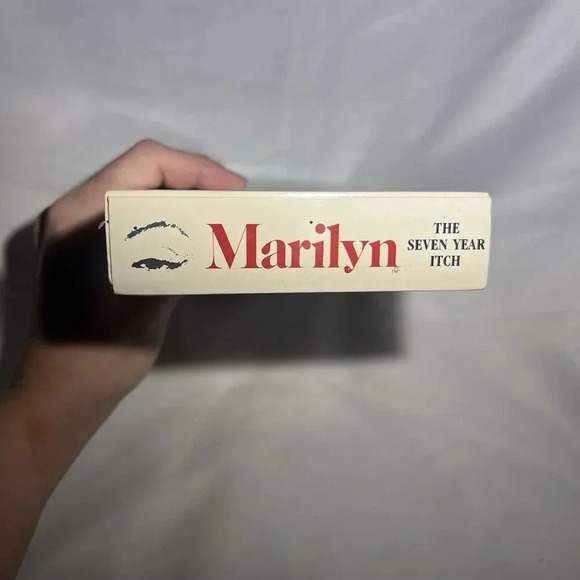 Marilyn
THE
SEVEN YEAR
ITCH